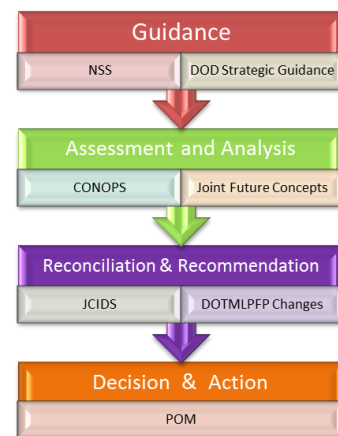 Guidance
NSS DOD Strategic Guidance
Assessment and Analysis
CONOPS Joint Future Concepts
Reconciliation & Recommendation
JCIDS DOTMLPFP Changes
Decision & Action
POM